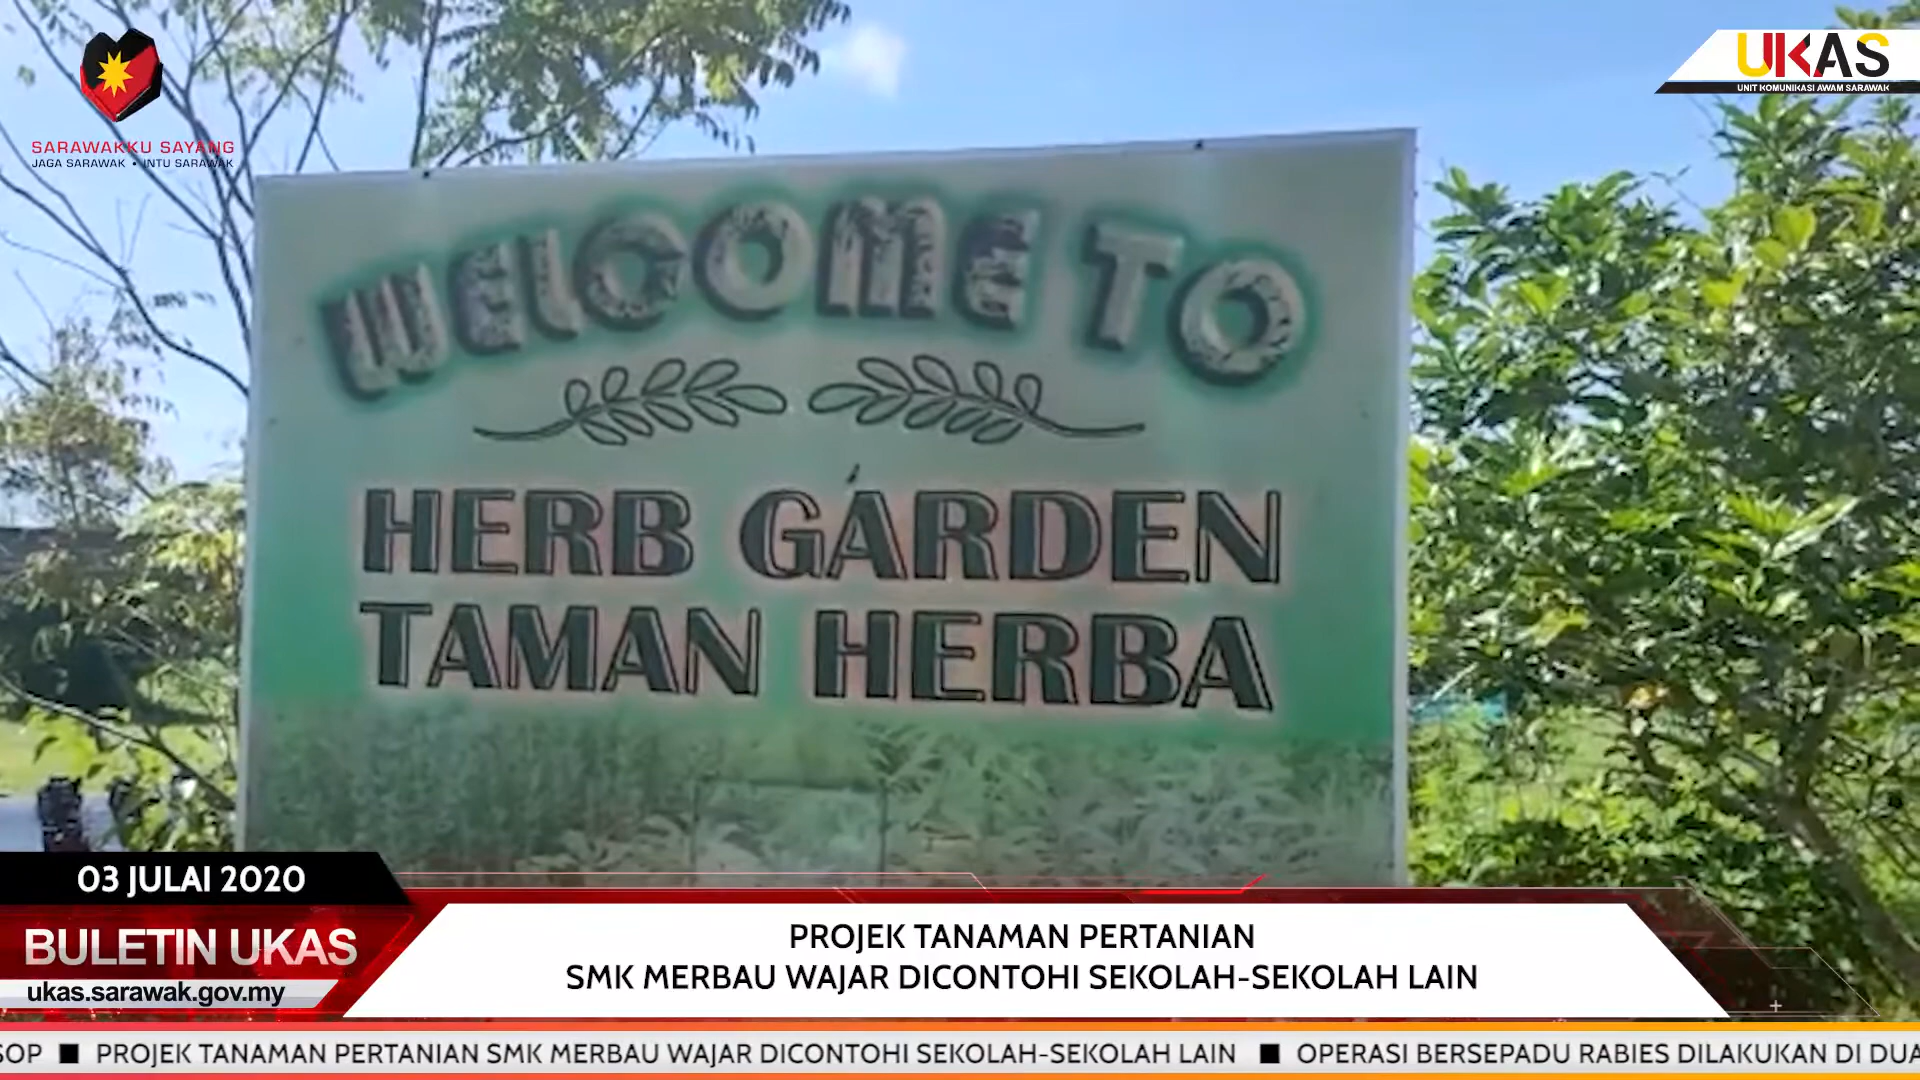 SARAWAKKU SAYANG
JAGA SARAWAK • INTU SARAWAK
UKAS
UNIT KOMUNIKASI AWAM SARAWAK
WELCOME TO
HERB GARDEN
TAMAN HERBA
03 JULAI 2020
BULETIN UKAS
ukas.sarawak.gov.my
PROJEK TANAMAN PERTANIAN
SMK MERBAU WAJAR DICONTOHI SEKOLAH-SEKOLAH LAIN
SOP ■ PROJEK TANAMAN PERTANIAN SMK MERBAU WAJAR DICONTOHI SEKOLAH-SEKOLAH LAIN ■ OPERASI BERSEPADU RABIES DILAKUKAN DI DUA